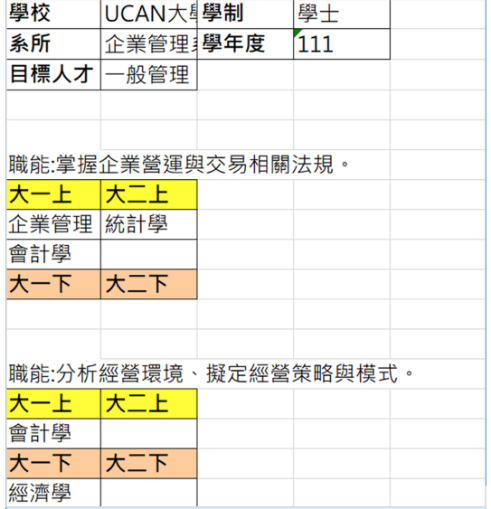 學校 UCAN大 學制 學士
系所 企業管理 學年度 111
目標人才 一般管理
職能:掌握企業營運與交易相關法規。
大一上 大二上
企業管理 統計學
會計學
大一下 大二下
職能:分析經營環境、擬定經營策略與模式。
大一上 大二上
會計學
大一下 大二下
經濟學